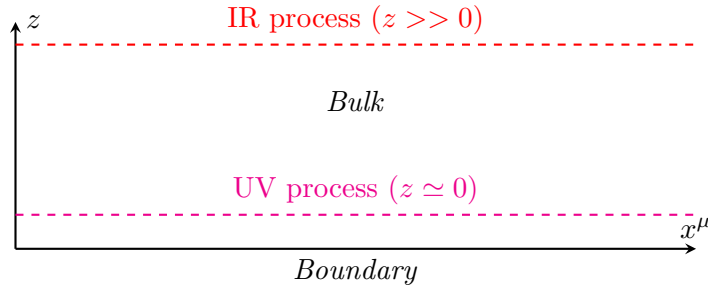 z
IR process (z >> 0)
Bulk
UV process (z ≃ 0)
x^μ
Boundary